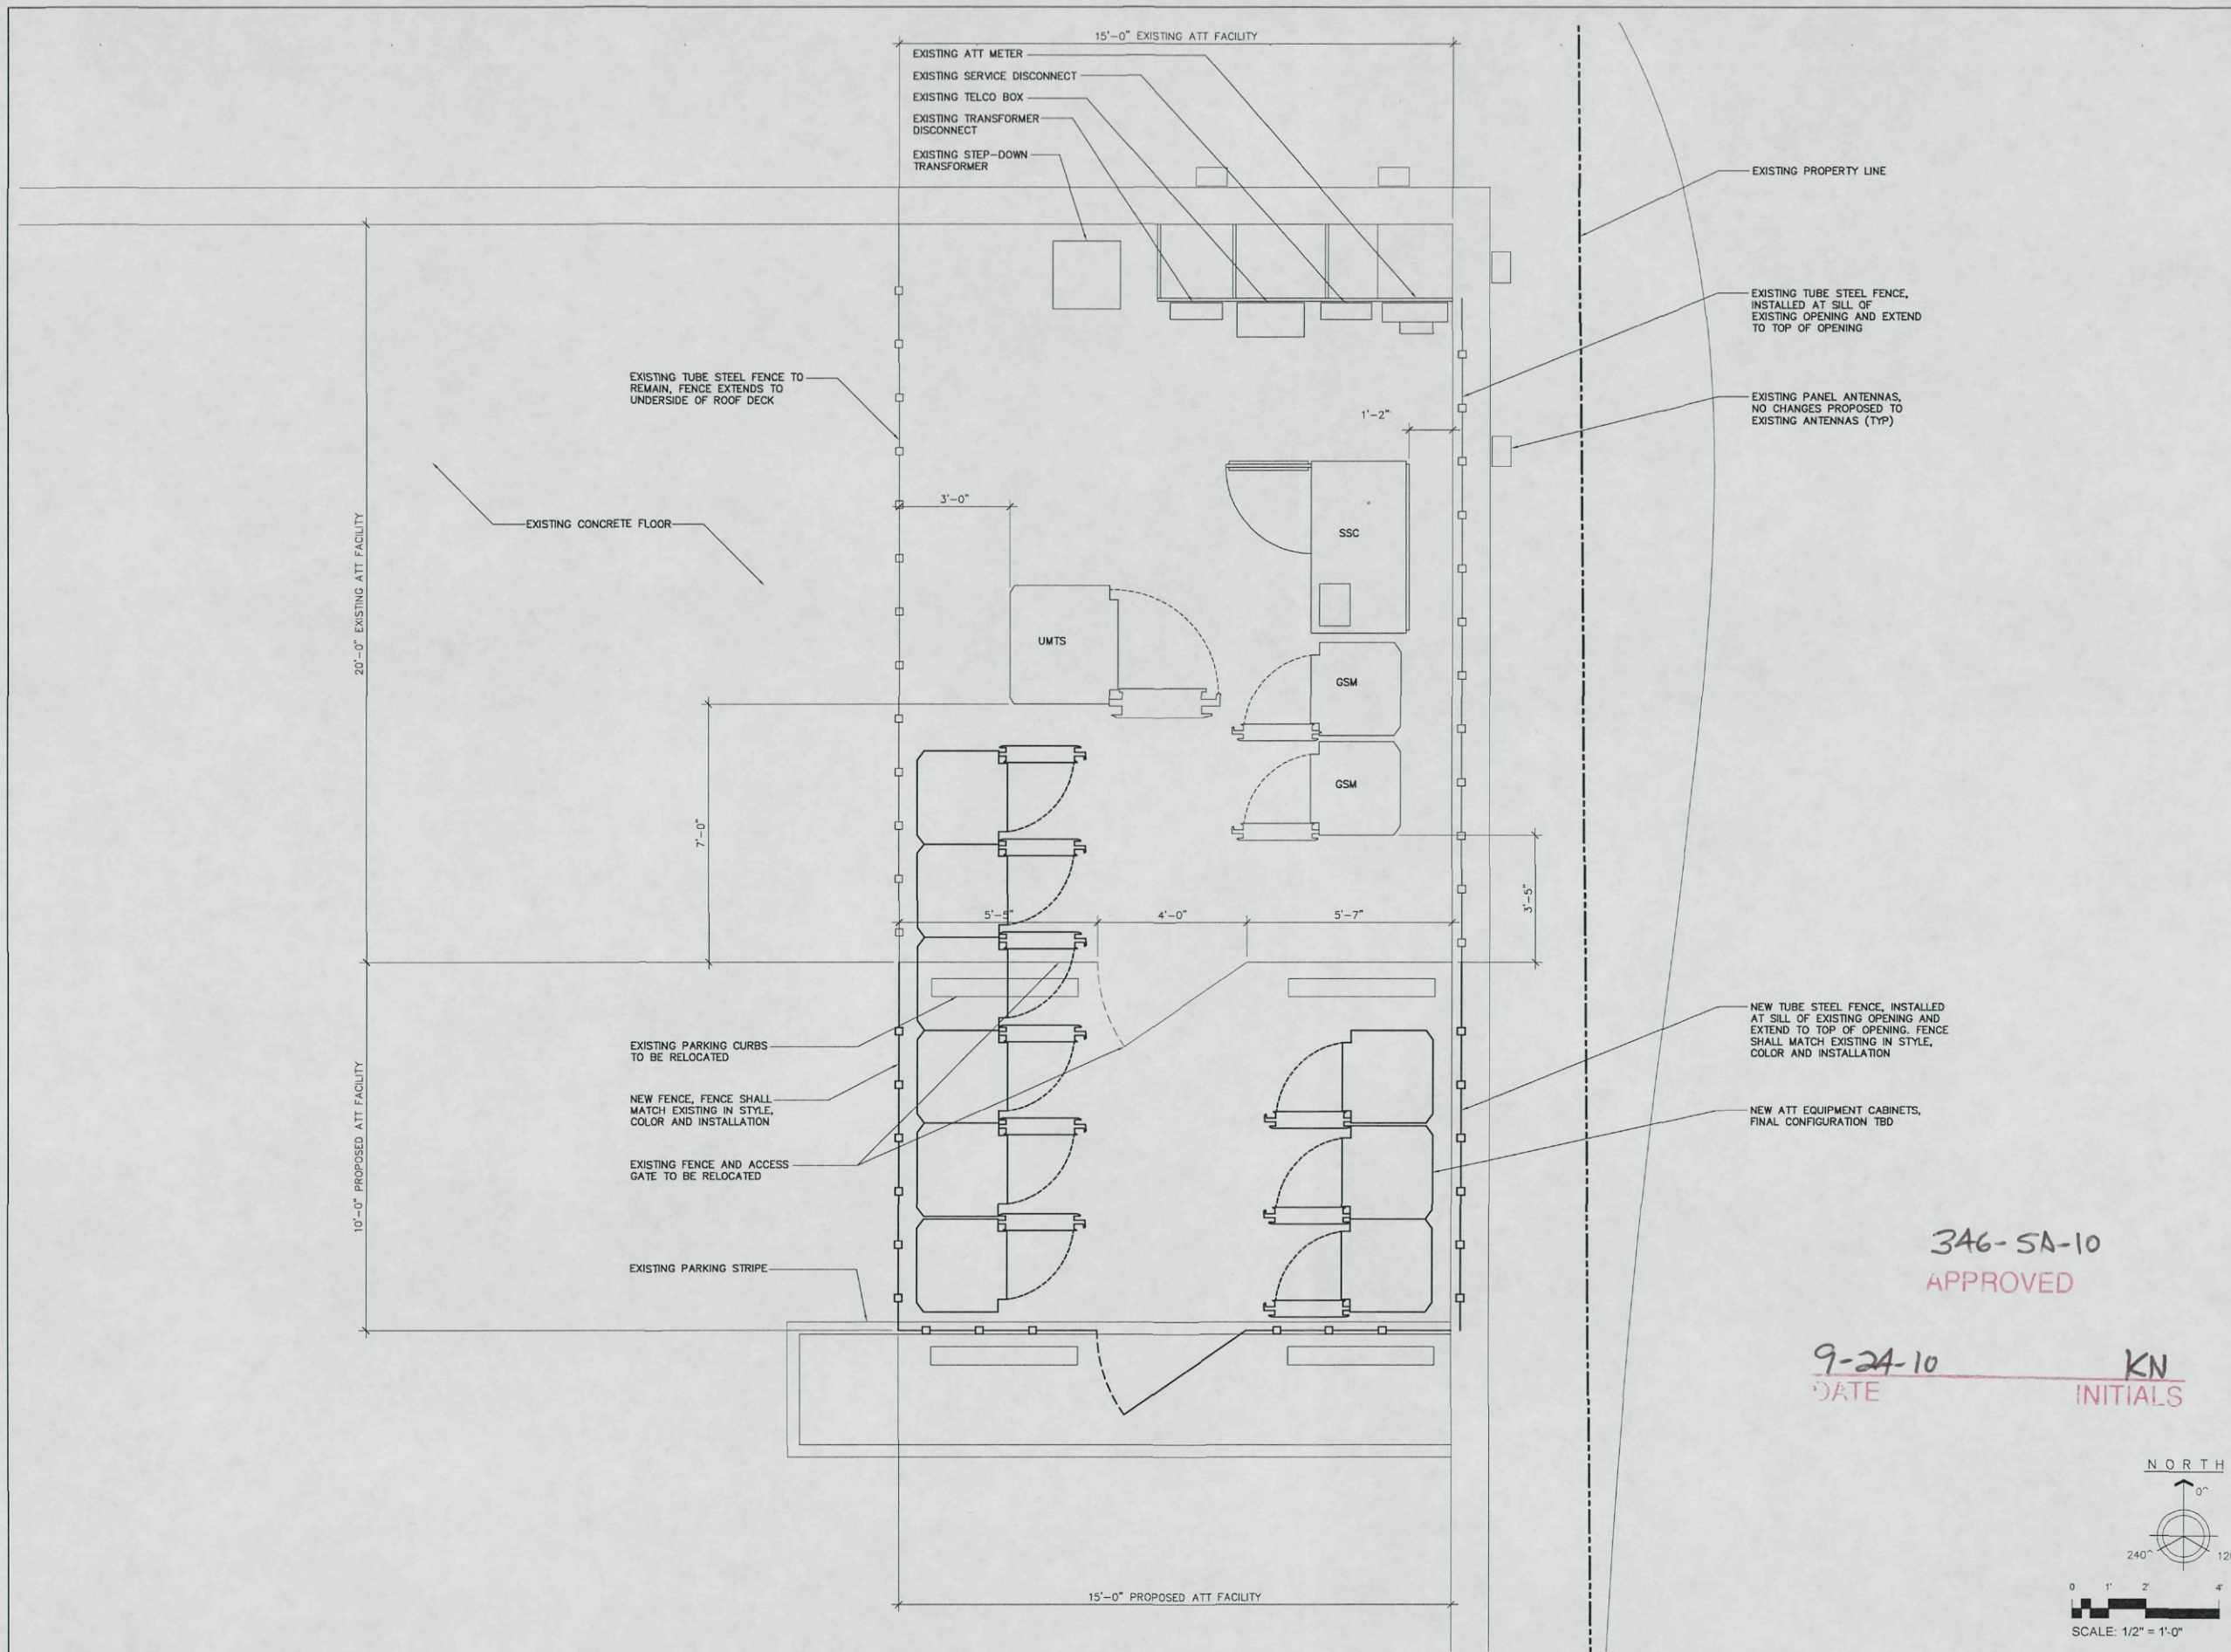 15'-0" EXISTING ATT FACILITY
EXISTING ATT METER
EXISTING SERVICE DISCONNECT
EXISTING TELCO BOX
EXISTING TRANSFORMER
DISCONNECT
EXISTING STEP-DOWN
TRANSFORMER
EXISTING PROPERTY LINE
EXISTING TUBE STEEL FENCE,
INSTALLED AT SILL OF
EXISTING OPENING AND EXTEND
TO TOP OF OPENING
EXISTING TUBE STEEL FENCE TO
REMAIN, FENCE EXTENDS TO
UNDERSIDE OF ROOF DECK
EXISTING PANEL ANTENNAS,
NO CHANGES PROPOSED TO
EXISTING ANTENNAS (TYP)
1'-2"
3'-0"
EXISTING CONCRETE FLOOR
SSC
20'-0" EXISTING ATT FACILITY
UMTS
GSM
GSM
7'-0"
3'-5"
5'-5"
4'-0"
5'-7"
NEW TUBE STEEL FENCE, INSTALLED
AT SILL OF EXISTING OPENING AND
EXTEND TO TOP OF OPENING. FENCE
SHALL MATCH EXISTING IN STYLE,
COLOR AND INSTALLATION
EXISTING PARKING CURBS
TO BE RELOCATED
NEW FENCE, FENCE SHALL
MATCH EXISTING IN STYLE,
COLOR AND INSTALLATION
NEW ATT EQUIPMENT CABINETS,
FINAL CONFIGURATION TBD
10'-0" PROPOSED ATT FACILITY
EXISTING FENCE AND ACCESS
GATE TO BE RELOCATED
EXISTING PARKING STRIPE
346-SA-10
APPROVED
9-24-10 KN
DATE INITIALS
NORTH
0^
240^ 12
0 1' 2' 4'
SCALE: 1/2" = 1'-0"
15'-0" PROPOSED ATT FACILITY